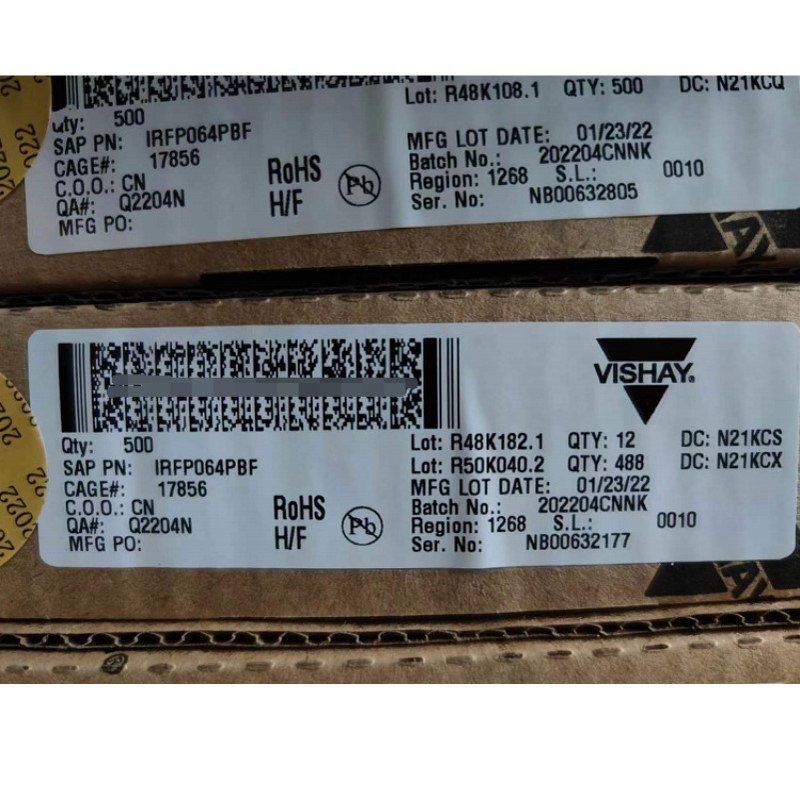 Qty: 500
SAP PN: IRFP064PBF
CAGE#: 17856
C.O.O.: CN
QA#: Q2204N
MFG PO:
RoHS
H/F
Pb
Lot: R48K108.1 QTY: 500 DC: N21KCQ
MFG LOT DATE: 01/23/22
Batch No.: 202204CNNK
Region: 1268 S.L.: 0010
Ser. No: NB00632805
2022
VISHAY®
Qty: 500
SAP PN: IRFP064PBF
CAGE#: 17856
C.O.O.: CN
QA#: Q2204N
MFG PO:
RoHS
H/F
Pb
Lot: R48K182.1 QTY: 12 DC: N21KCS
Lot: R50K040.2 QTY: 488 DC: N21KCX
MFG LOT DATE: 01/23/22
Batch No.: 202204CNNK
Region: 1268 S.L.: 0010
Ser. No: NB00632177
2022
2022